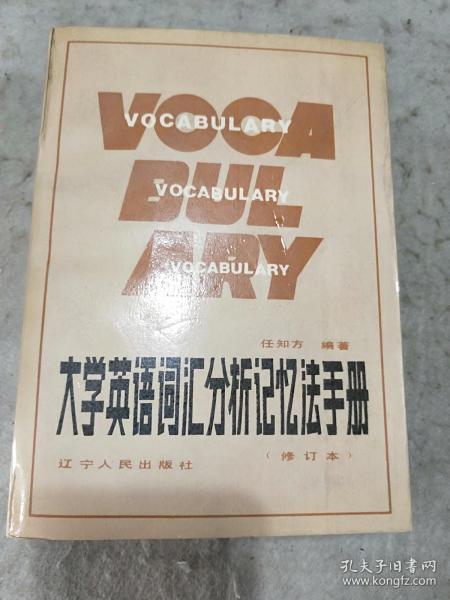 VOCA
VOCABULARY
BUL
VOCABULARY
ARY
VOCABULARY
任知方 编著
大学英语词汇分析记忆法手册
(修订本)
辽宁人民出版社
孔夫子旧书网
www.kongfz.com